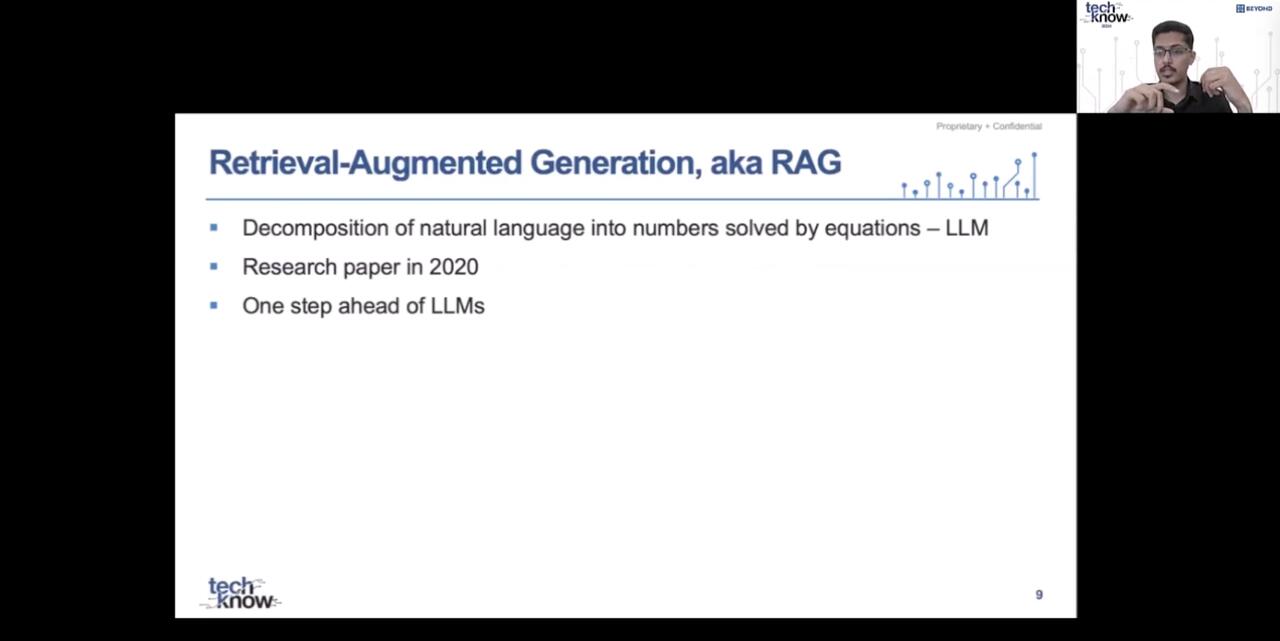 tech
know
BEYOND
Proprietary + Confidential
Retrieval-Augmented Generation, aka RAG
Decomposition of natural language into numbers solved by equations – LLM
Research paper in 2020
One step ahead of LLMs
tech
know
9